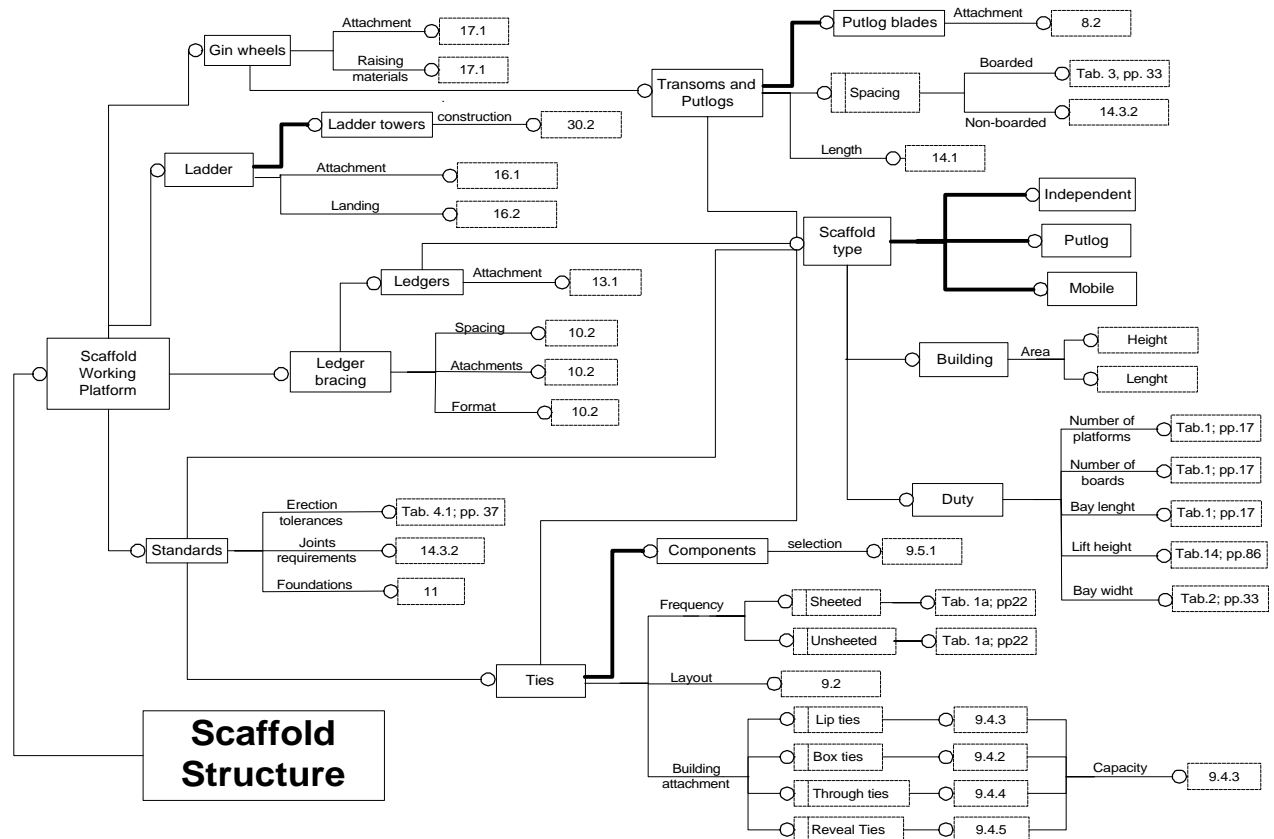 Attachment
17.1
Gin wheels
Raising
materials
17.1
Ladder towers
construction
30.2
Ladder
Attachment
16.1
Landing
16.2
Putlog blades
Attachment
8.2
Transoms and
Putlogs
Spacing
Boarded
Tab. 3, pp. 33
Non-boarded
14.3.2
Length
14.1
Scaffold
type
Independent
Putlog
Mobile
Ledgers
Attachment
13.1
Scaffold
Working
Platform
Ledger
bracing
Spacing
10.2
Atachments
10.2
Format
10.2
Building
Area
Height
Lenght
Duty
Number of
platforms
Tab.1; pp.17
Number of
boards
Tab.1; pp.17
Bay lenght
Tab.1; pp.17
Lift height
Tab.14; pp.86
Bay widht
Tab.2; pp.33
Standards
Erection
tolerances
Tab. 4.1; pp. 37
Joints
requirements
14.3.2
Foundations
11
Components
selection
9.5.1
Ties
Frequency
Sheeted
Tab. 1a; pp22
Unsheeted
Tab. 1a; pp22
Layout
9.2
Building
attachment
Lip ties
9.4.3
Box ties
9.4.2
Through ties
9.4.4
Reveal Ties
9.4.5
Capacity
9.4.3
Scaffold
Structure